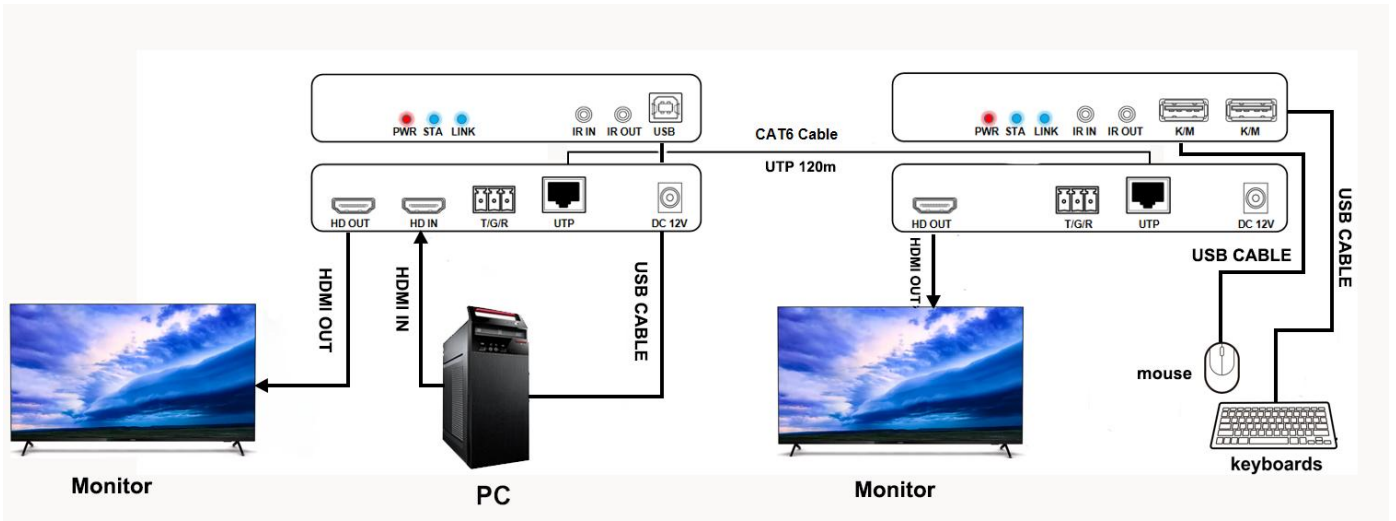 PWR STA LINK IR IN IR OUT USB
PWR STA LINK IR IN IR OUT K/M K/M
CAT6 Cable
UTP 120m
HD OUT HD IN T/G/R UTP DC 12V
HD OUT T/G/R UTP DC 12V
HDMI OUT
HDMI IN
USB CABLE
HDMI OUT
USB CABLE
USB CABLE
mouse
keyboards
Monitor
PC
Monitor